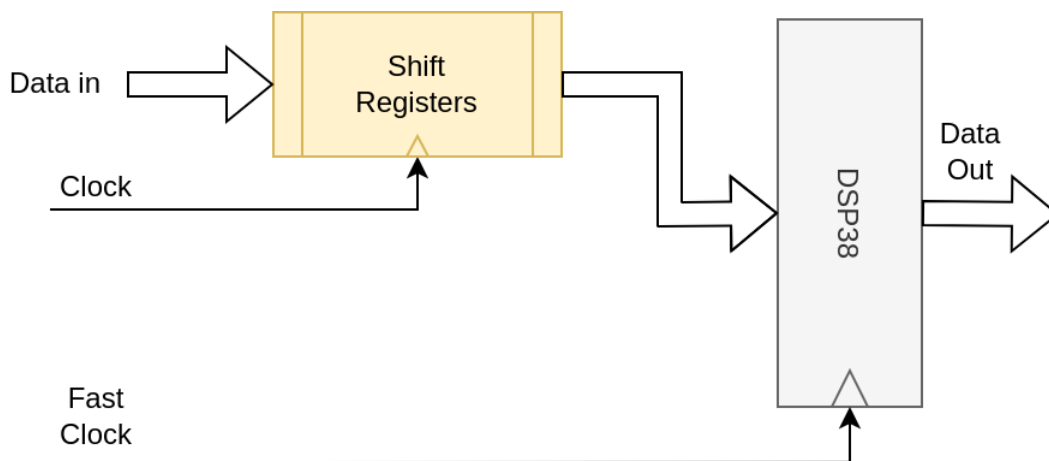 Data in
Shift
Registers
Clock
DSP38
Data
Out
Fast
Clock